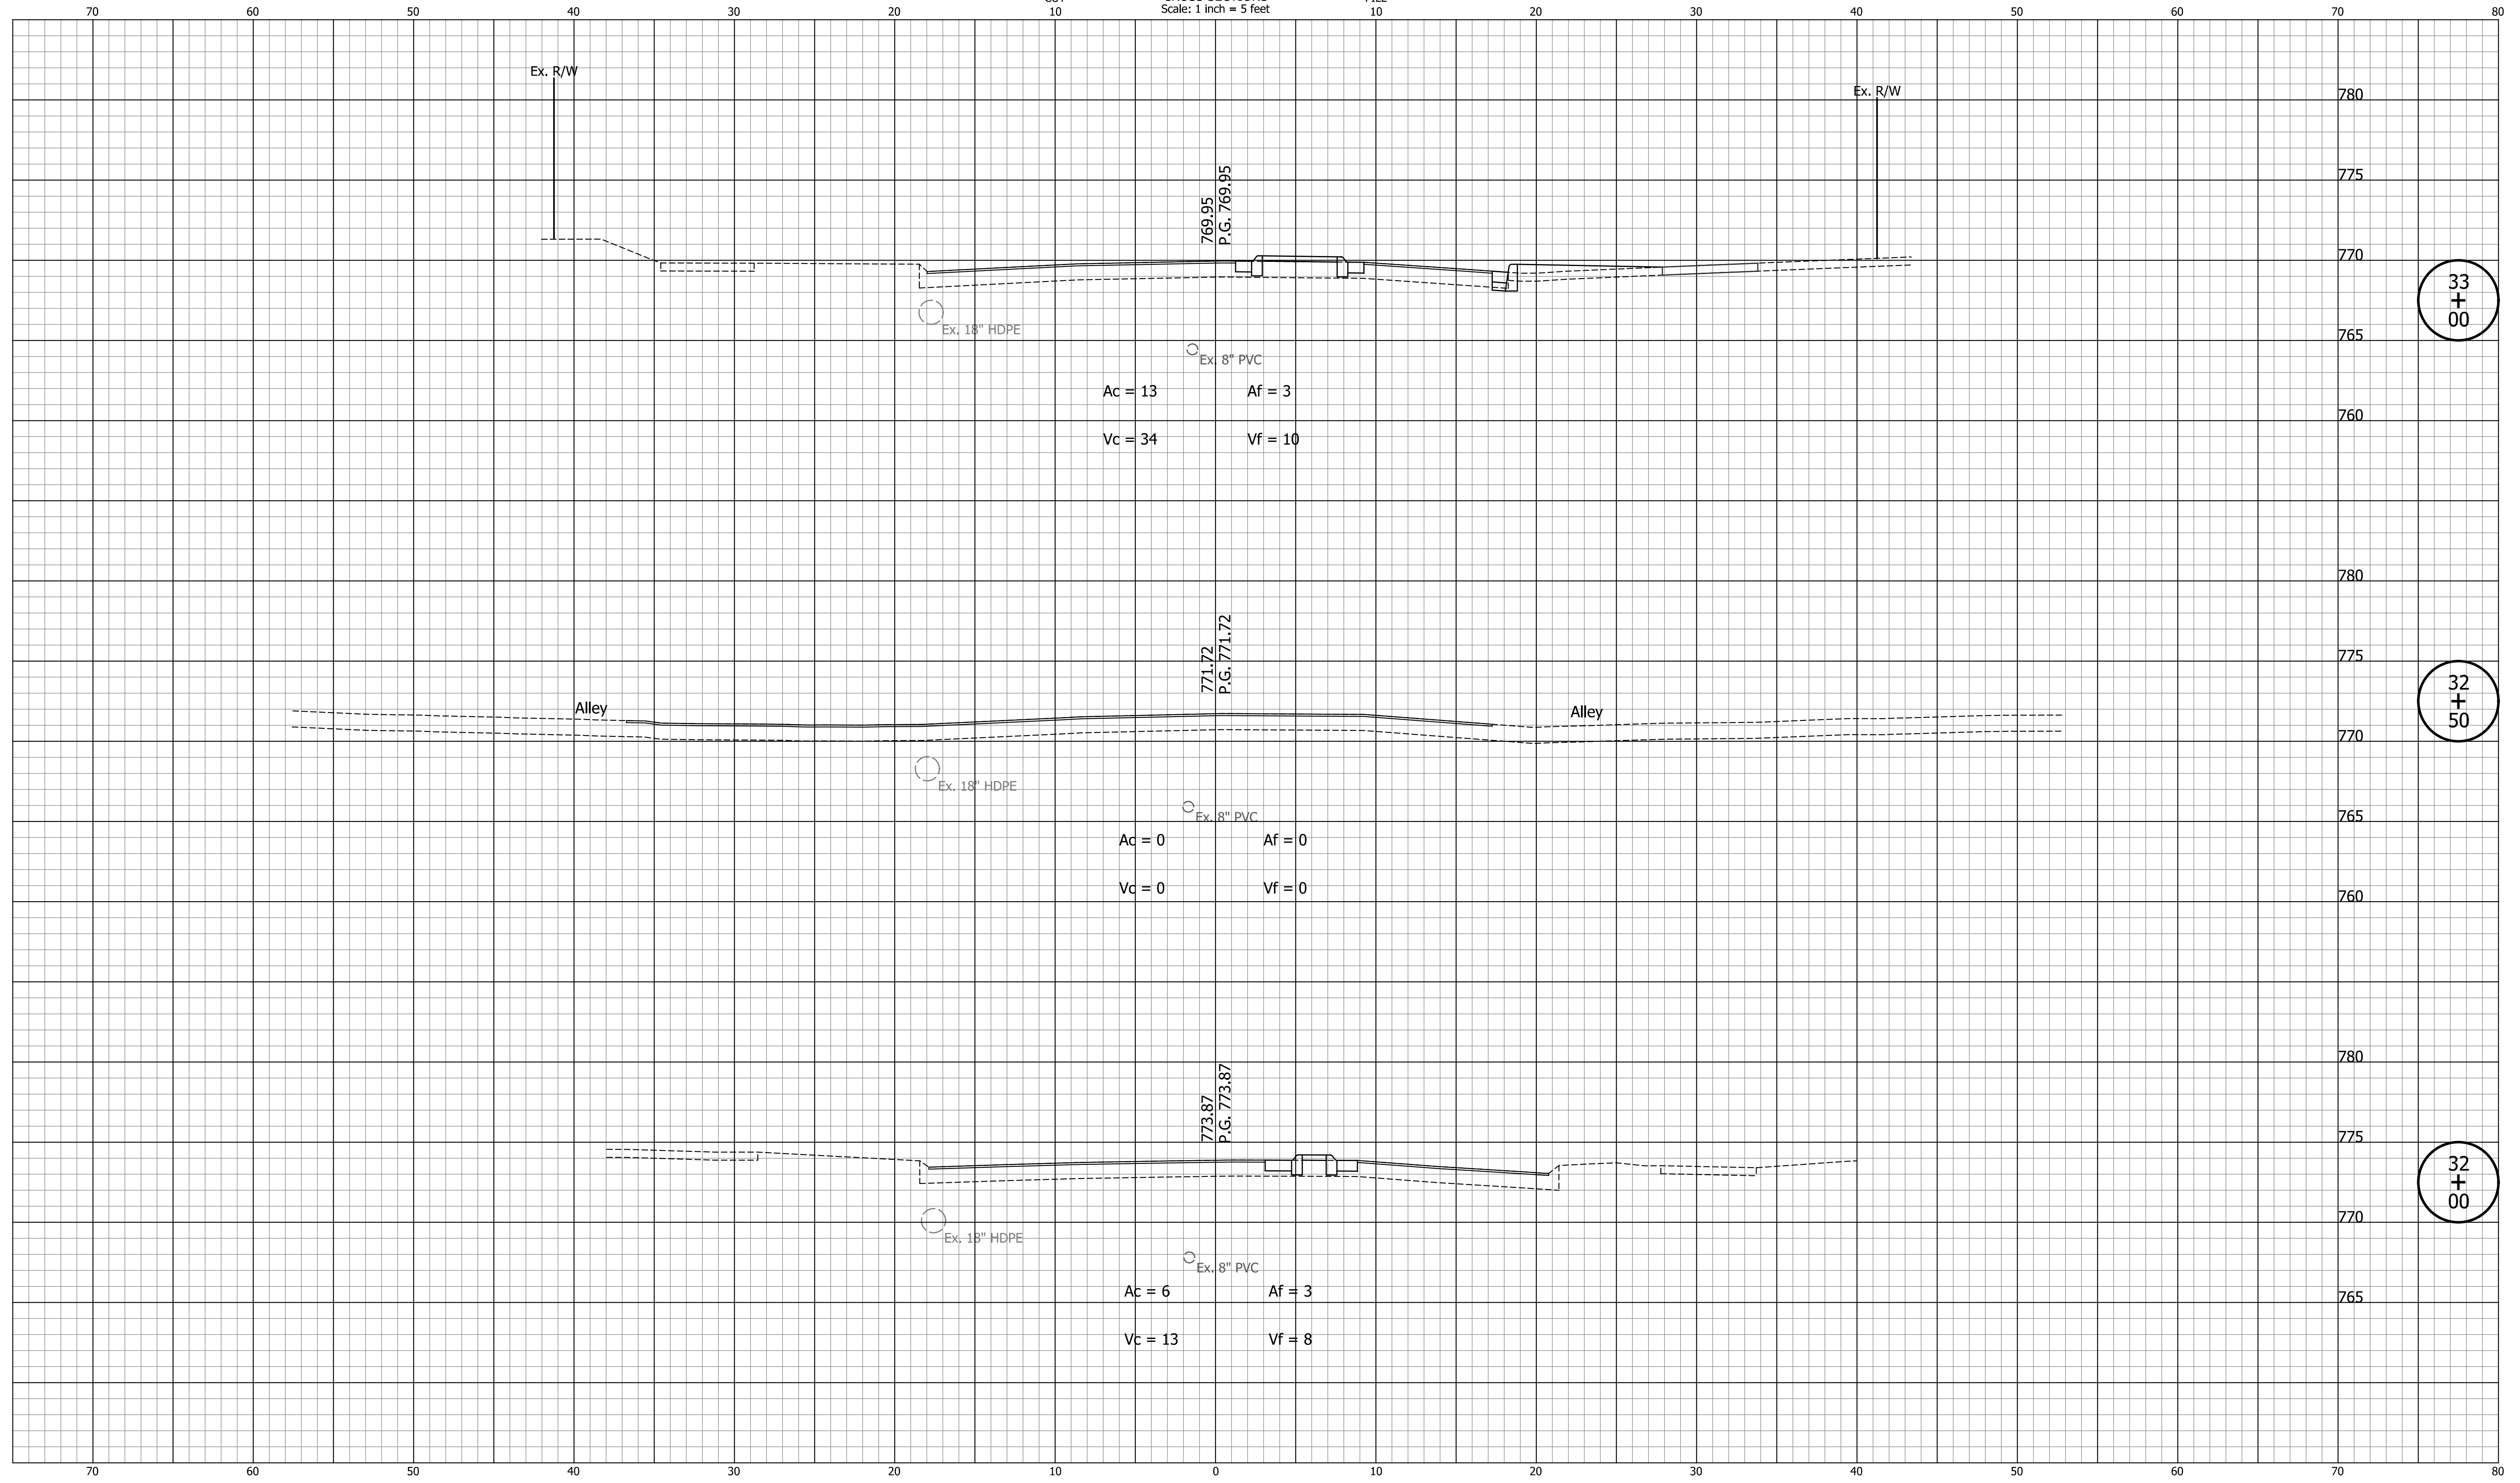 70 60 50 40 30 20 10 Scale: 1 inch = 5 feet 10 20 30 40 50 60 70 80
Ex. R/W
Ex. R/W
780
775
769.95
P.G. 769.95
770
33
+
00
Ex. 18" HDPE
765
Ex. 8" PVC
Ac = 13 Af = 3
760
Vc = 34 Vf = 10
780
771.72
P.G. 771.72
775
32
+
50
Alley
Alley
770
Ex. 18" HDPE
Ex. 8" PVC
765
Ac = 0 Af = 0
Vc = 0 Vf = 0
760
780
773.87
P.G. 773.87
775
32
+
00
770
Ex. 18" HDPE
Ex. 8" PVC
Ac = 6 Af = 3
765
Vc = 13 Vf = 8
70 60 50 40 30 20 10 0 10 20 30 40 50 60 70 80